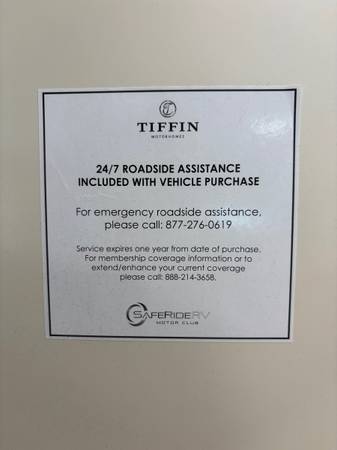 TIFFIN
MOTORHOMES
24/7 ROADSIDE ASSISTANCE
INCLUDED WITH VEHICLE PURCHASE
For emergency roadside assistance,
please call: 877-276-0619
Service expires one year from date of purchase.
For membership coverage information or to
extend/enhance your current coverage
please call: 888-214-3658.
SAFERIDERV
MOTOR CLUB